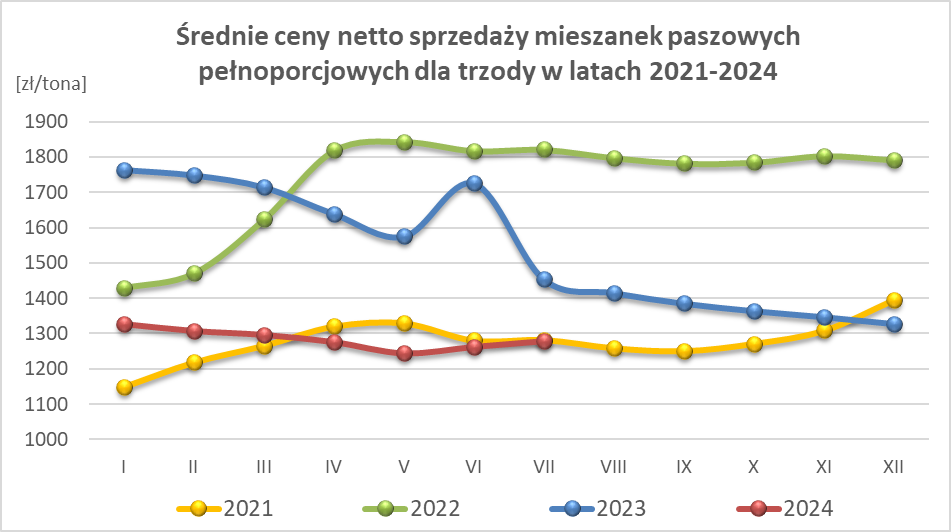 Średnie ceny netto sprzedaży mieszanek paszowych
pełnoporcjowych dla trzody w latach 2021-2024
[zł/tona]
1900
1800
1700
1600
1500
1400
1300
1200
1100
1000
I II III IV V VI VII VIII IX X XI XII
2021 2022 2023 2024